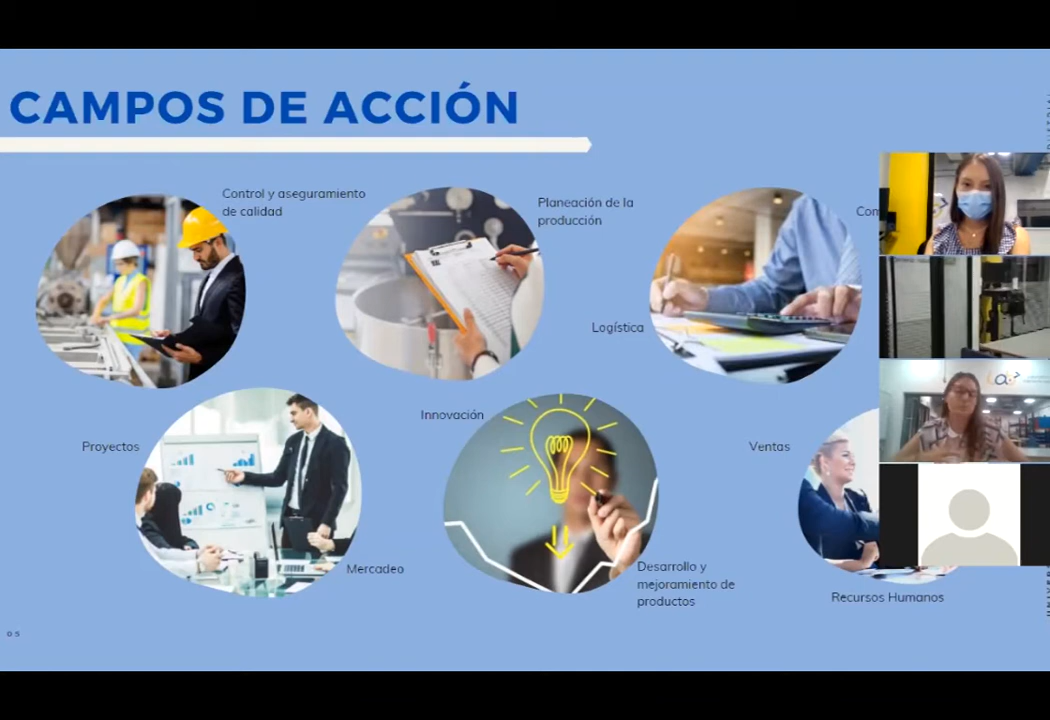 CAMPOS DE ACCIÓN
Control y aseguramiento
de calidad
Planeación de la
producción
Logística
Proyectos
Innovación
Ventas
Mercadeo
Desarrollo y
mejoramiento de
productos
Recursos Humanos
05